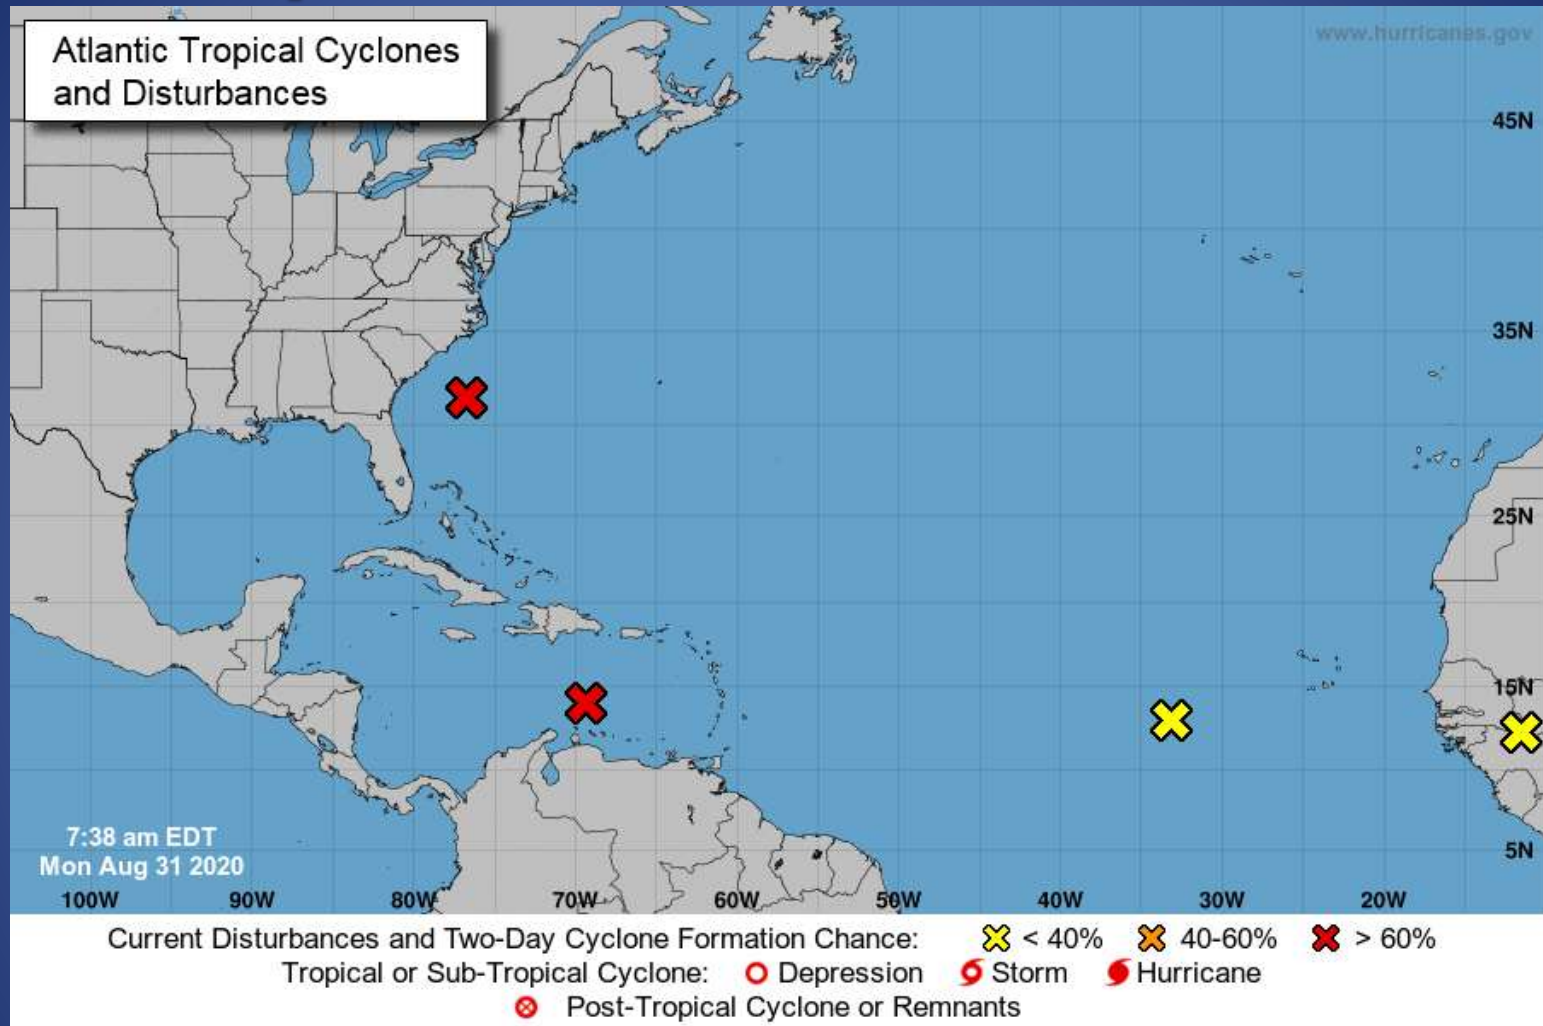 Atlantic Tropical Cyclones
and Disturbances
www.hurricanes.gov
45N
35N
25N
15N
5N
7:38 am EDT
Mon Aug 31 2020
100W 90W 80W 70W 60W 50W 40W 30W 20W
Current Disturbances and Two-Day Cyclone Formation Chance: < 40% 40-60% > 60%
Tropical or Sub-Tropical Cyclone: Depression Storm Hurricane
Post-Tropical Cyclone or Remnants